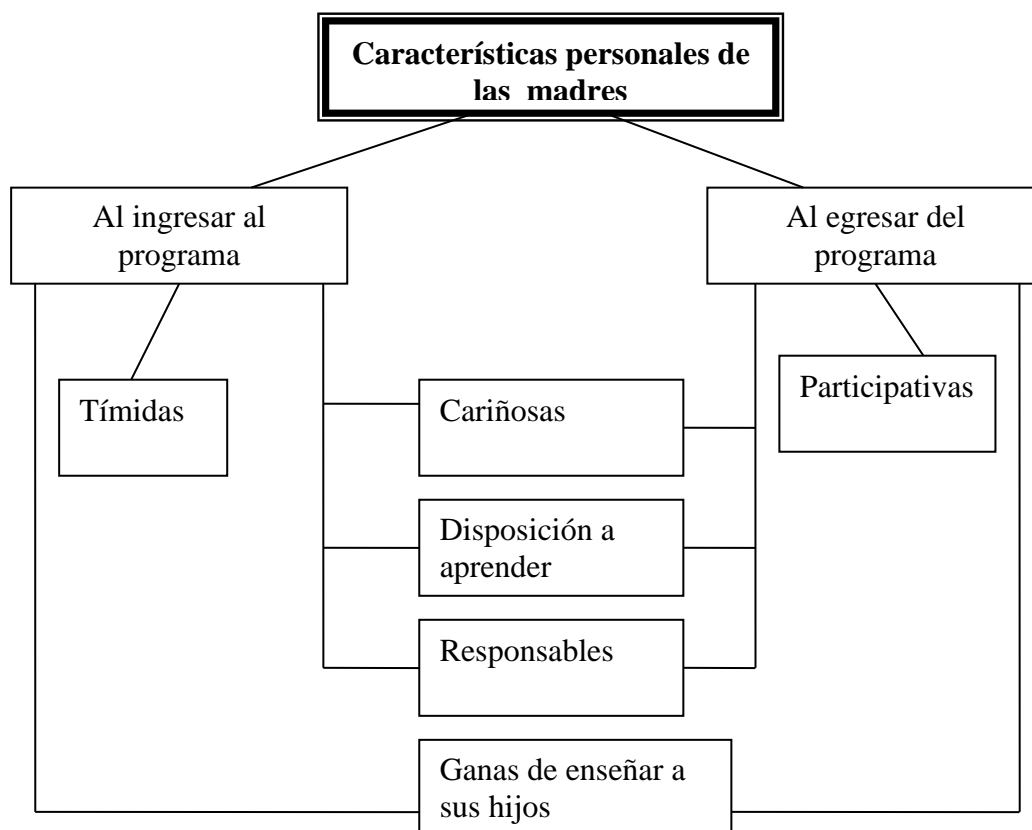 Características personales de
las madres
Al ingresar al
programa
Al egresar del
programa
Tímidas
Cariñosas
Participativas
Disposición a
aprender
Responsables
Ganas de enseñar a
sus hijos